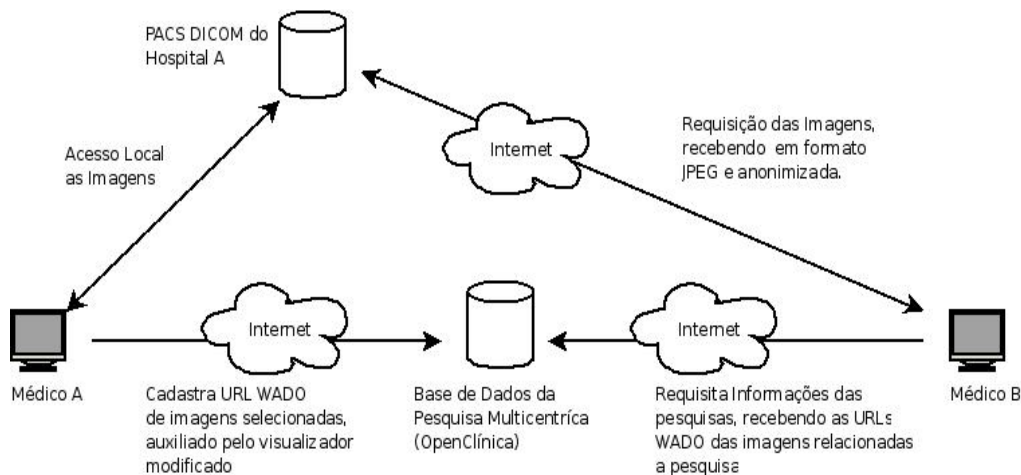 PACS DICOM do
Hospital A
Acesso Local
as Imagens
Internet
Requisição das Imagens,
recebendo em formato
JPEG e anonimizada.
Internet
Internet
Médico A
Cadastra URL WADO
de imagens selecionadas,
auxiliado pelo visualizador
modificado
Base de Dados da
Pesquisa Multicentríca
(OpenClínica)
Requisita Informações das
pesquisas, recebendo as URLs
WADO das imagens relacionadas
a pesquisa
Médico B